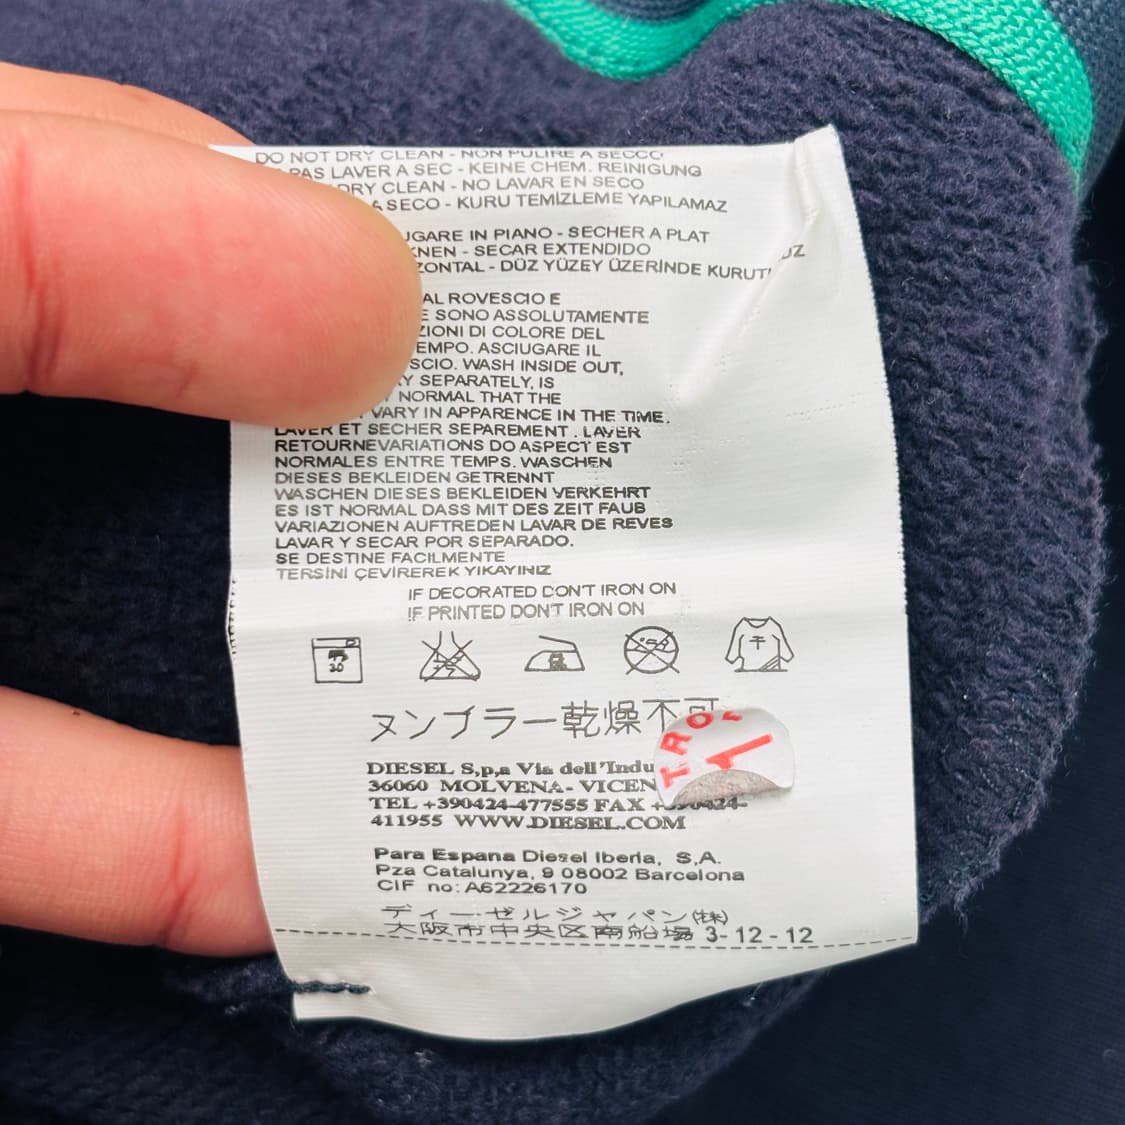 DO NOT DRY CLEAN - NON PULIRE A SECCO
PAS LAVER A SEC - KEINE CHEM. REINIGUNG
DRY CLEAN - NO LAVAR EN SECO
A SECO - KURU TEMİZLEME YAPILAMAZ
UGARE IN PIANO - SECHER A PLAT
KNEN - SECAR EXTENDIDO
ZONTAL - DÜZ YÜZEY ÜZERİNDE KURUT UZ
AL ROVESCIO E
E SONO ASSOLUTAMENTE
ZIONI DI COLORE DEL
EMPO. ASCIUGARE IL
SCIO. WASH INSIDE OUT,
Y SEPARATELY, IS
NORMAL THAT THE
VARY IN APPARENCE IN THE TIME.
LAVER ET SECHER SEPAREMENT. LAVER
RETOURNEVARIATIONS DO ASPECT EST
NORMALES ENTRE TEMPS. WASCHEN
DIESES BEKLEIDEN GETRENNT
WASCHEN DIESES BEKLEIDEN VERKEHRT
ES IST NORMAL DASS MIT DES ZEIT FAUB
VARIAZIONEN AUFTREDEN LAVAR DE REVES
LAVAR Y SECAR POR SEPARADO.
SE DESTINE FACILMENTE
TERSİNİ ÇEVİREREK YIKAYINIZ
IF DECORATED DON'T IRON ON
IF PRINTED DON'T IRON ON
ヌンブラー乾燥不可
DIESEL S,p,a Via dell'Indu
36060 MOLVENA- VICEN
TEL +390424-477555 FAX +390424-
411955 WWW.DIESEL.COM
T.R.O
1
Para Espana Diesel Iberia, S,A.
Pza Catalunya, 9 08002 Barcelona
CIF no: A62226170
ディーゼルジャパン(株)
大阪市中央区南船場 3-12-12